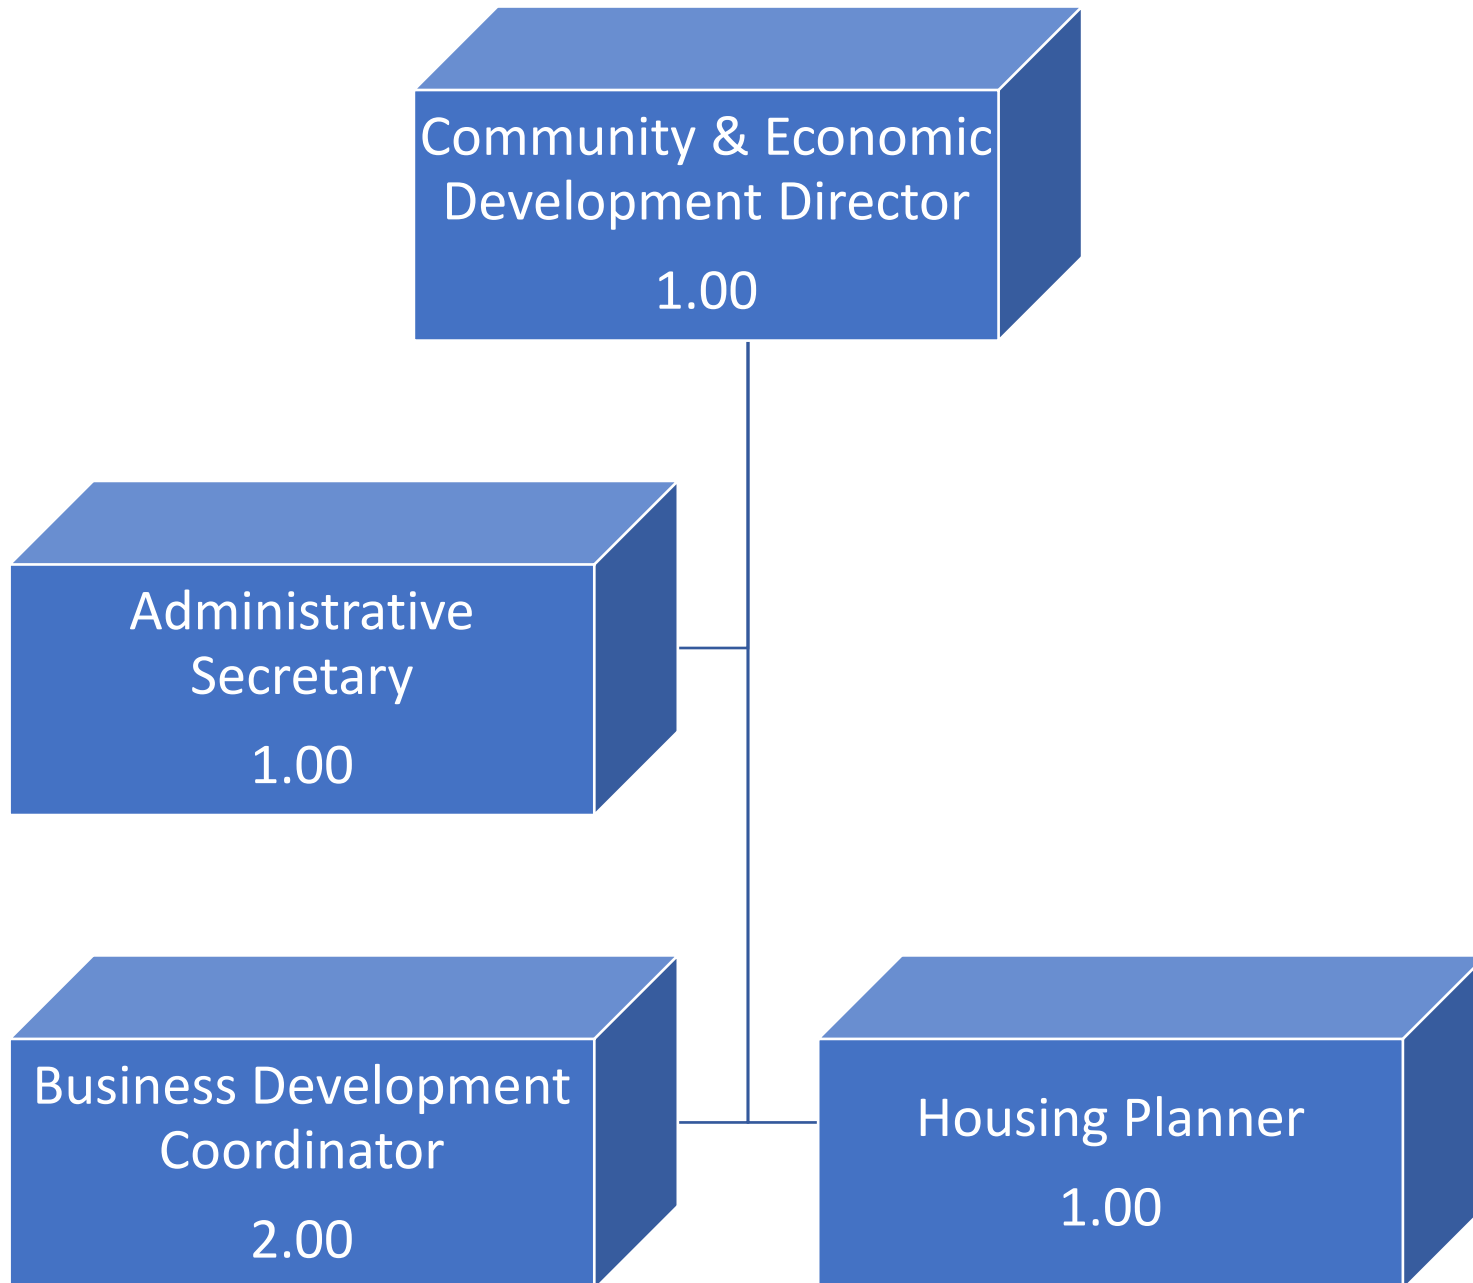 Community & Economic
Development Director
1.00
Administrative
Secretary
1.00
Business Development
Coordinator
2.00
Housing Planner
1.00